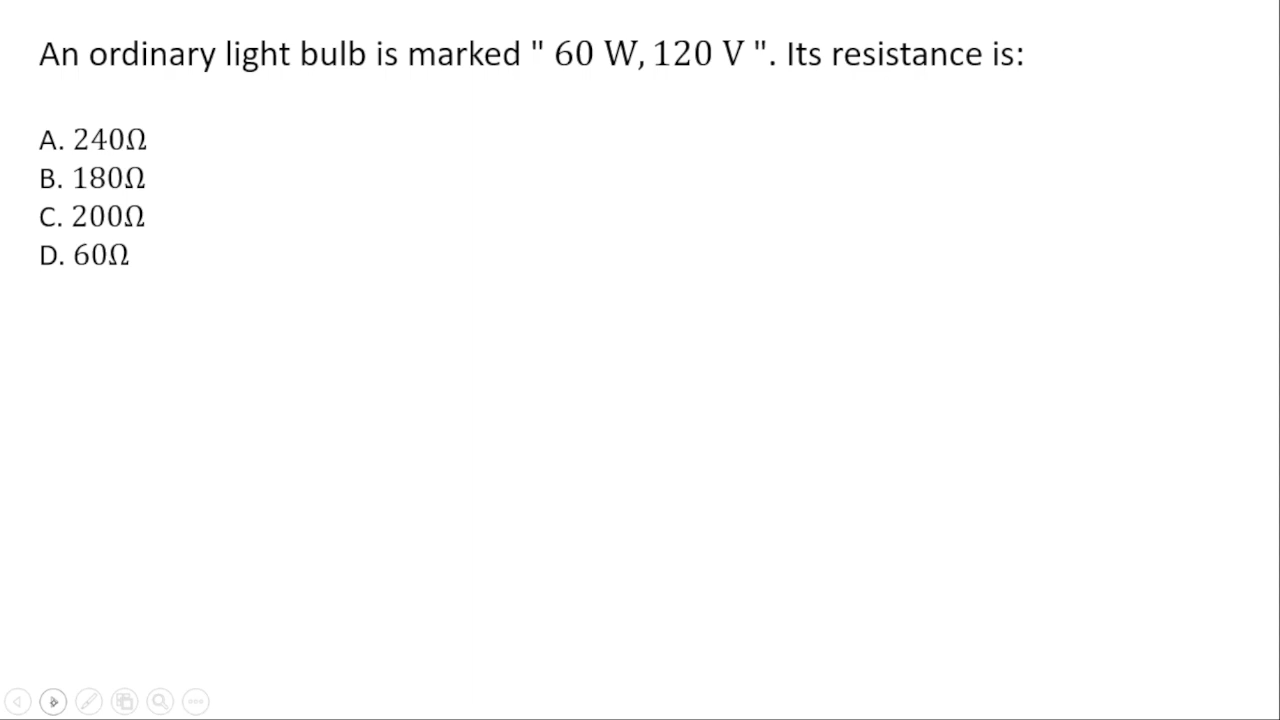 An ordinary light bulb is marked " 60 W, 120 V ". Its resistance is:
A. 240Ω
B. 180Ω
C. 200Ω
D. 60Ω